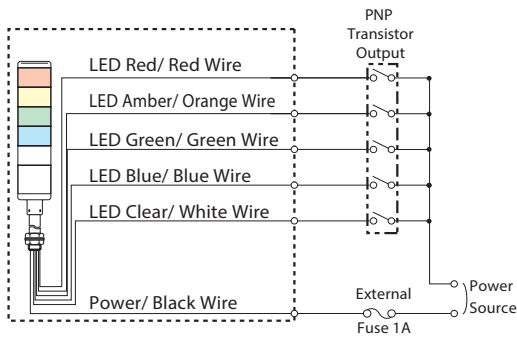 PNP
Transistor
Output
LED Red/ Red Wire
LED Amber/ Orange Wire
LED Green/ Green Wire
LED Blue/ Blue Wire
LED Clear/ White Wire
Power/ Black Wire
External
Fuse 1A
Power
Source